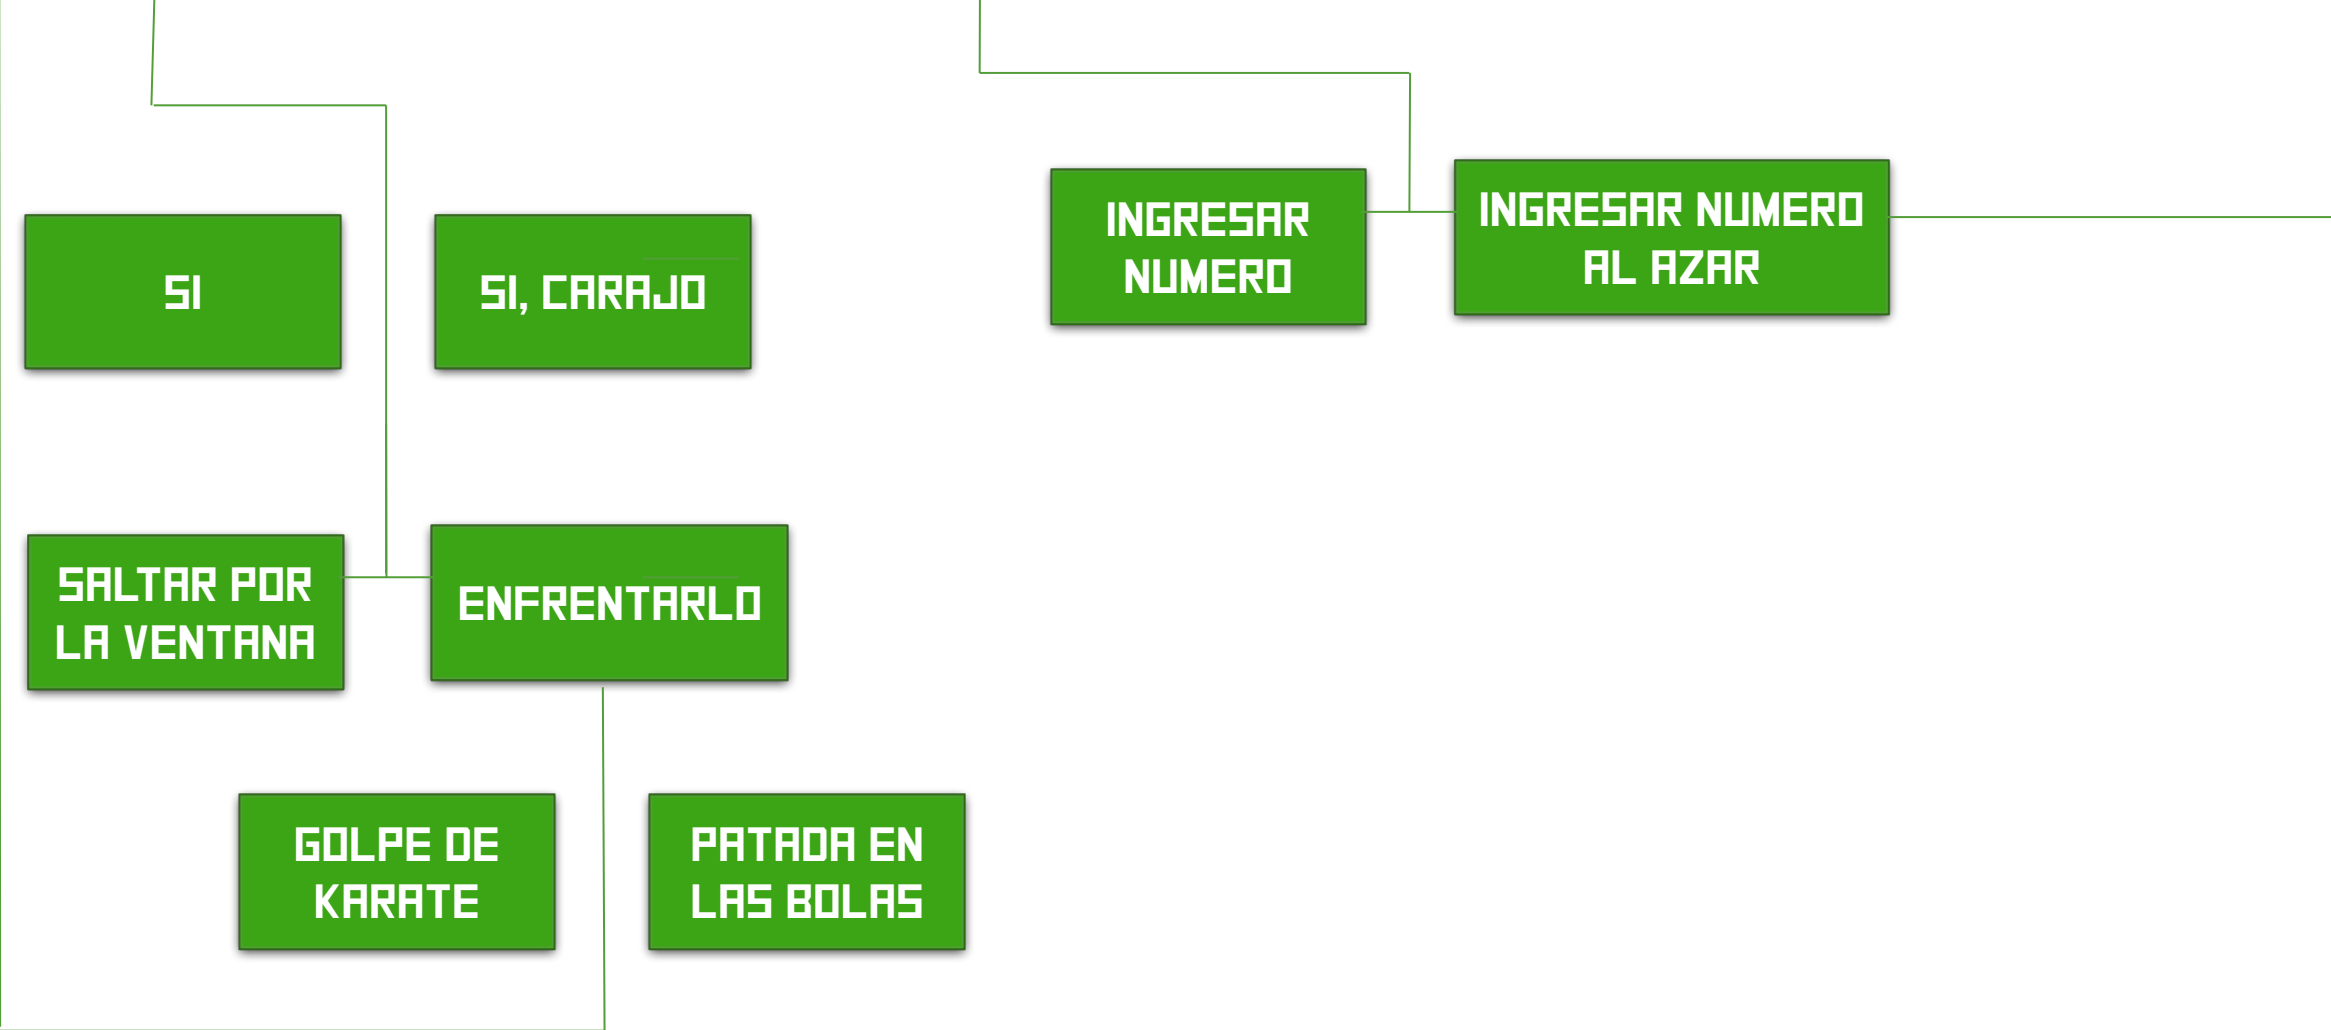 SI
SI, CARAJO
INGRESAR
NUMERO
INGRESAR NUMERO
AL AZAR
SALTAR POR
LA VENTANA
ENFRENTARLO
GOLPE DE
KARATE
PATADA EN
LAS BOLAS